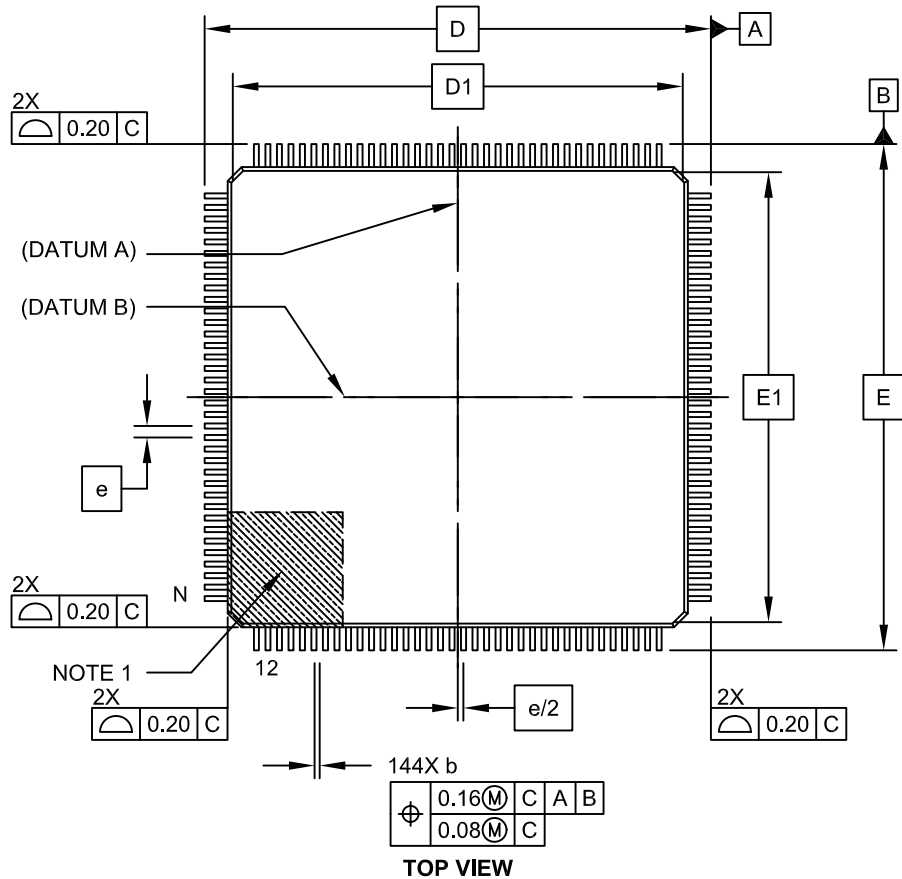 D
A
D1
B
2X
⌓ 0.20 C
(DATUM A)
(DATUM B)
E1
E
e
2X
⌓ 0.20 C
N
NOTE 1
12
2X
⌓ 0.20 C
e/2
2X
⌓ 0.20 C
144X b
⌖ 0.16 Ⓜ C A B
0.08 Ⓜ C
TOP VIEW